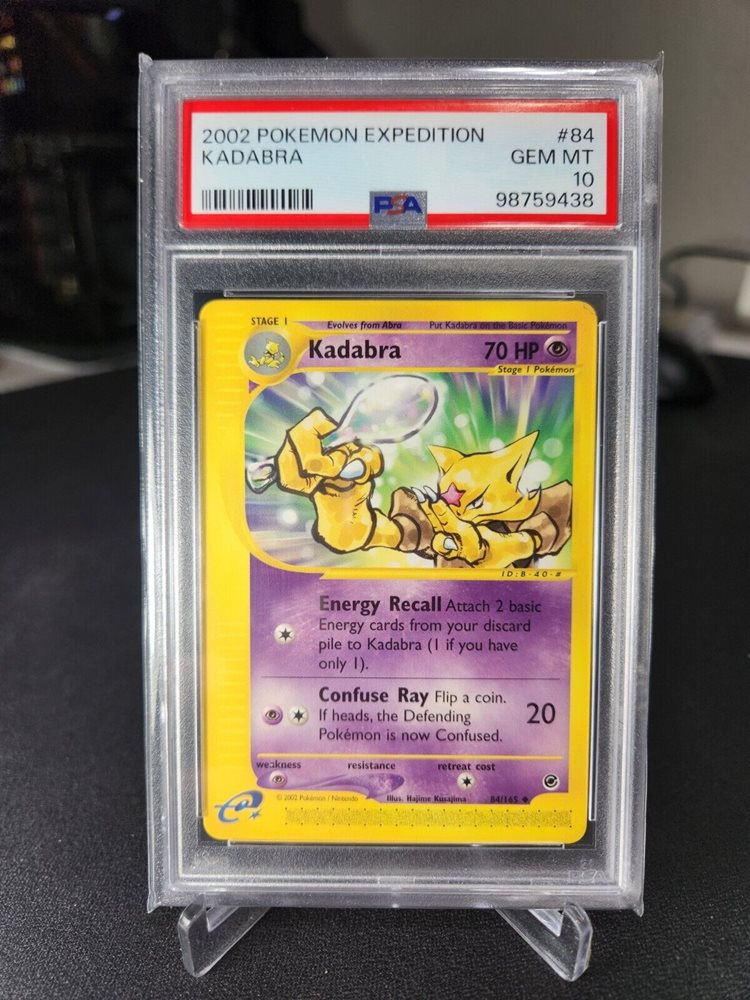 2002 POKEMON EXPEDITION #84
KADABRA GEM MT
10
PSA 98759438
STAGE 1 Evolves from Abra Put Kadabra on the Basic Pokémon
Kadabra 70 HP
Stage 1 Pokémon
ID:B-40-#
Energy Recall Attach 2 basic
Energy cards from your discard
pile to Kadabra (1 if you have
only 1).
Confuse Ray Flip a coin.
If heads, the Defending 20
Pokémon is now Confused.
weakness resistance retreat cost
© 2002 Pokémon / Nintendo Illus. Hajime Kusajima 84/165
e